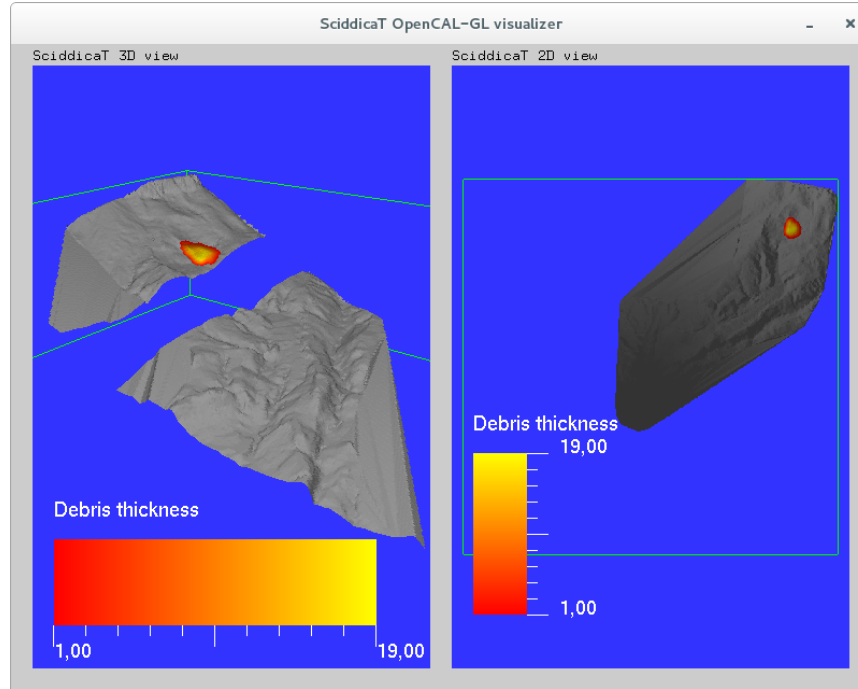 SciddicaT OpenCAL-GL visualizer
SciddicaT 3D view
Debris thickness
1,00
19,00
SciddicaT 2D view
Debris thickness
19,00
1,00